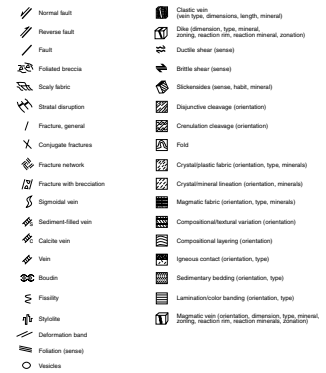 Normal fault
Reverse fault
Fault
Foliated breccia
Scaly fabric
Stratal disruption
Fracture, general
Conjugate fractures
Fracture network
Fracture with brecciation
Sigmoidal vein
Sediment-filled vein
Calcite vein
Vein
Boudin
Fissility
Stylolite
Deformation band
Foliation (sense)
Vesicles
Clastic vein
(vein type, dimensions, length, mineral)
Dike (dimension, type, mineral,
zoning, reaction rim, reaction mineral, zonation)
Ductile shear (sense)
Brittle shear (sense)
Slickensides (sense, habit, mineral)
Disjunctive cleavage (orientation)
Crenulation cleavage (orientation)
Fold
Crystal/plastic fabric (orientation, type, minerals)
Crystal/mineral lineation (orientation, minerals)
Magmatic fabric (orientation, type, minerals)
Compositional/textural variation (orientation)
Compositional layering (orientation)
Igneous contact (orientation, type)
Sedimentary bedding (orientation, type)
Lamination/color banding (orientation, type)
Magmatic vein (orientation, dimension, type, mineral,
zoning, reaction rim, reaction minerals, zonation)